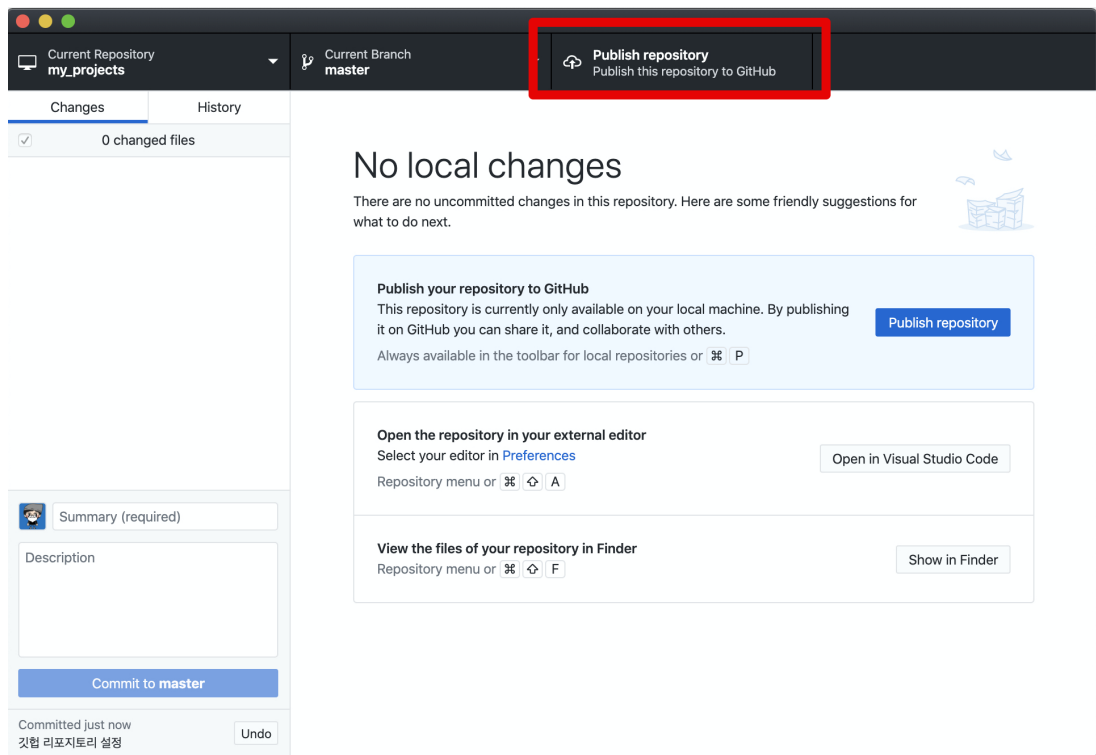 Current Repository
my_projects
Current Branch
master
Publish repository
Publish this repository to GitHub
Changes
History
0 changed files
No local changes
There are no uncommitted changes in this repository. Here are some friendly suggestions for
what to do next.
Publish your repository to GitHub
This repository is currently only available on your local machine. By publishing
it on GitHub you can share it, and collaborate with others.
Always available in the toolbar for local repositories or ⌘ P
Publish repository
Open the repository in your external editor
Select your editor in Preferences
Repository menu or ⌘ ⇧ A
Open in Visual Studio Code
View the files of your repository in Finder
Repository menu or ⌘ ⇧ F
Show in Finder
Summary (required)
Description
Commit to master
Committed just now
깃헙 리포지토리 설정
Undo